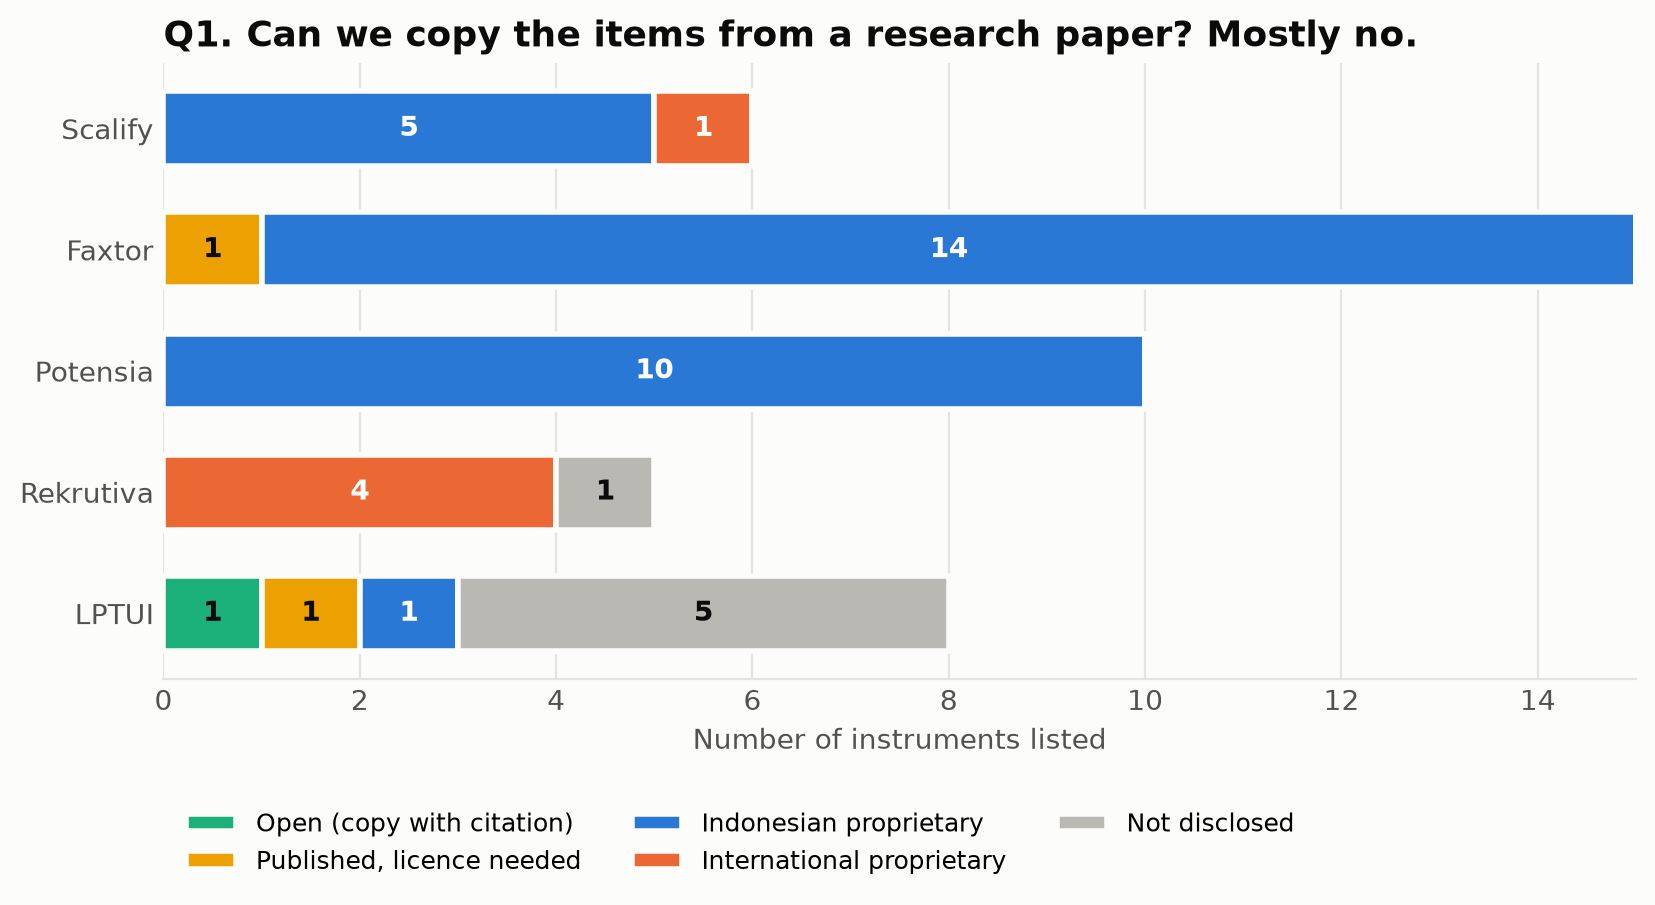 Q1. Can we copy the items from a research paper? Mostly no.
Scalify 5 1
Faxtor 1 14
Potensia 10
Rekrutiva 4 1
LPTUI 1 1 1 5
0 2 4 6 8 10 12 14
Number of instruments listed
Open (copy with citation) Indonesian proprietary Not disclosed
Published, licence needed International proprietary